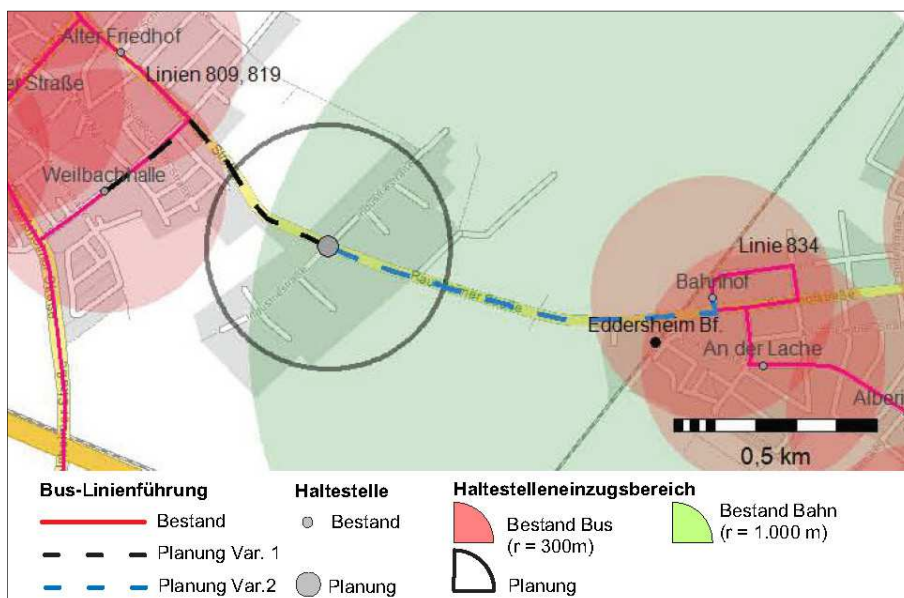 Alter Friedhof
Linien 809, 819
er Straße
Weilbachhalle
Linie 834
Bahnhof
Eddersheim Bf.
An der Lache
Alberi
0,5 km
Bus-Linienführung
Bestand
Planung Var. 1
Planung Var.2
Haltestelle
Bestand
Planung
Haltestelleneinzugsbereich
Bestand Bus
(r = 300m)
Planung
Bestand Bahn
(r = 1.000 m)